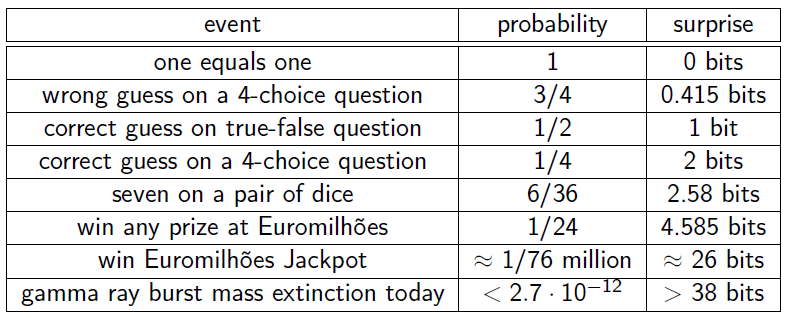 event probability surprise
one equals one 1 0 bits
wrong guess on a 4-choice question 3/4 0.415 bits
correct guess on true-false question 1/2 1 bit
correct guess on a 4-choice question 1/4 2 bits
seven on a pair of dice 6/36 2.58 bits
win any prize at Euromilhões 1/24 4.585 bits
win Euromilhões Jackpot ≈ 1/76 million ≈ 26 bits
gamma ray burst mass extinction today < 2.7 · 10⁻¹² > 38 bits